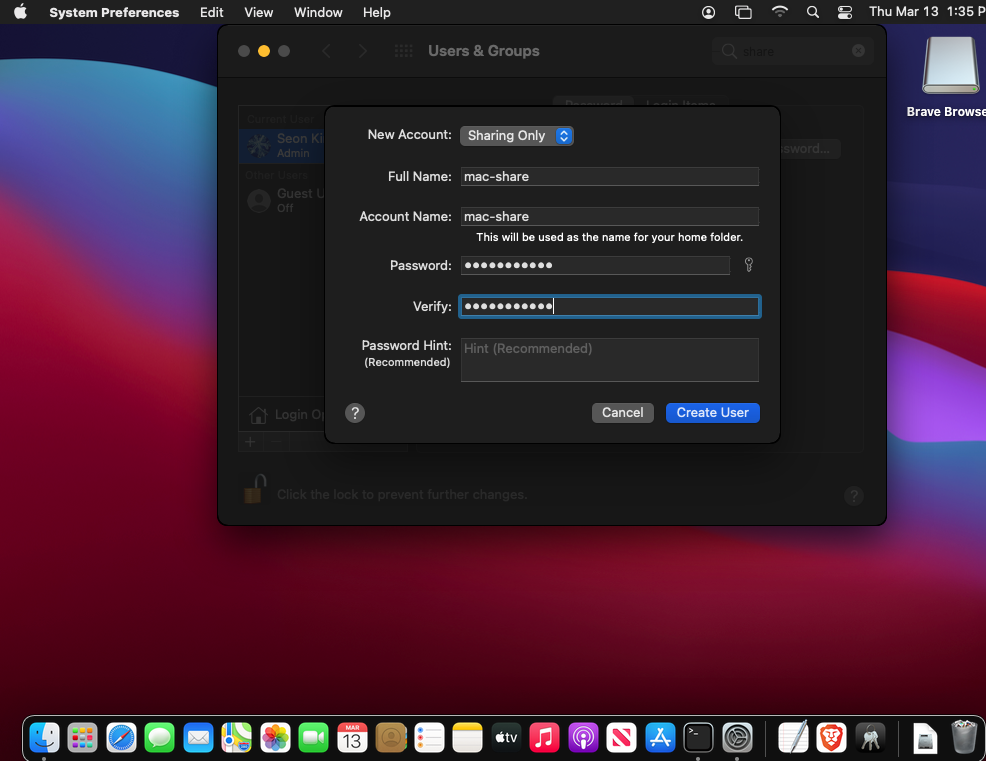 System Preferences Edit View Window Help Thu Mar 13 1:35 P
Users & Groups
share
Brave Browse
Password Login Items
Current User
Seon Ki
Admin
ssword...
Other Users
Guest U
Off
New Account: Sharing Only
Full Name: mac-share
Account Name: mac-share
This will be used as the name for your home folder.
Password: •••••••••••
Verify: •••••••••••
Password Hint: Hint (Recommended)
(Recommended)
Login Op
? Cancel Create User
+ −
Click the lock to prevent further changes. ?
MAR
13
tv